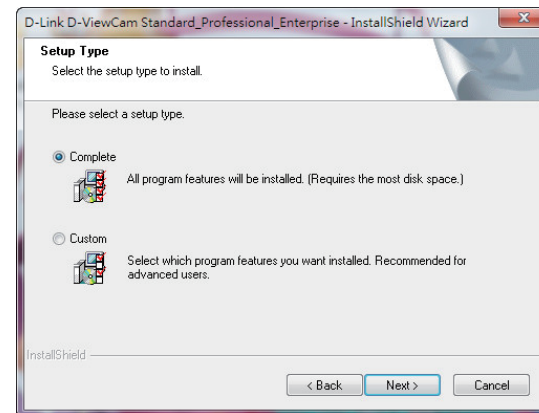 D-Link D-ViewCam Standard_Professional_Enterprise - InstallShield Wizard
Setup Type
Select the setup type to install.
Please select a setup type.
Complete
All program features will be installed. (Requires the most disk space.)
Custom
Select which program features you want installed. Recommended for
advanced users.
InstallShield
< Back Next > Cancel